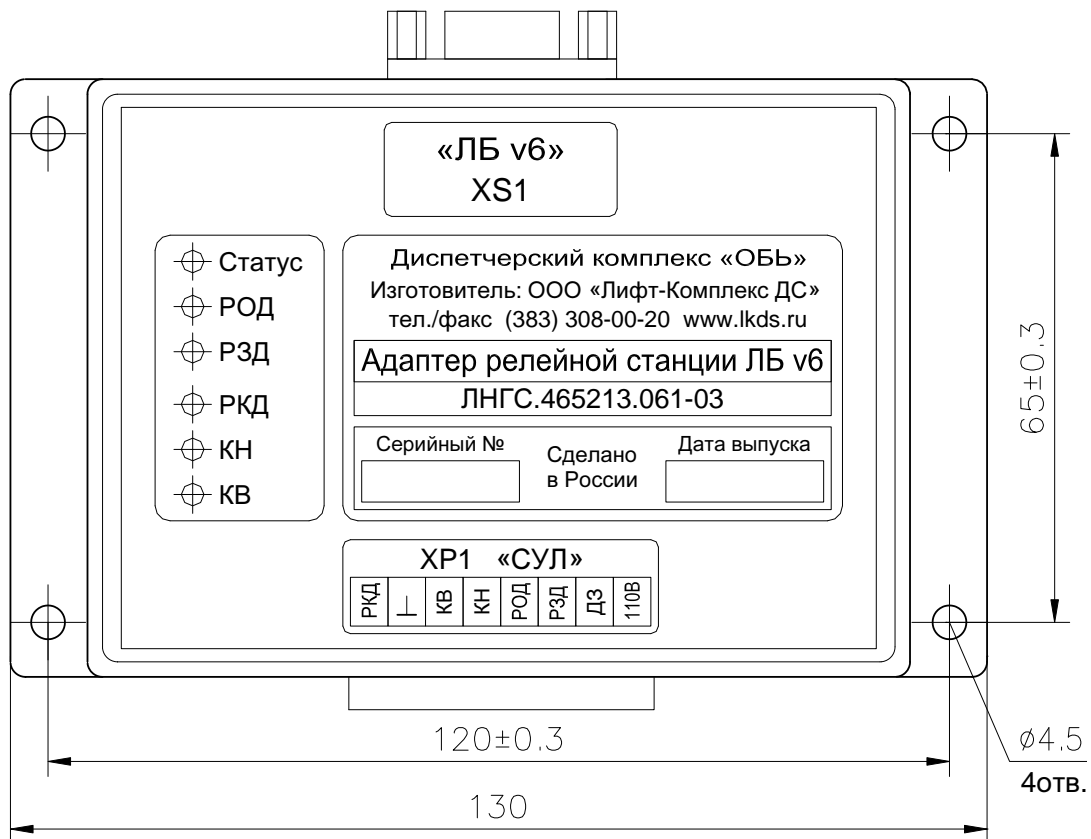 «ЛБ v6»
XS1
Статус
РОД
РЗД
РКД
КН
КВ
Диспетчерский комплекс «ОБЬ»
Изготовитель: ООО «Лифт-Комплекс ДС»
тел./факс (383) 308-00-20 www.lkds.ru
Адаптер релейной станции ЛБ v6
ЛНГС.465213.061-03
Серийный №
Сделано
в России
Дата выпуска
XP1 «СУЛ»
РКД ⊥ КВ КН РОД РЗД ДЗ 110В
65±0.3
120±0.3
130
⌀4.5
4отв.